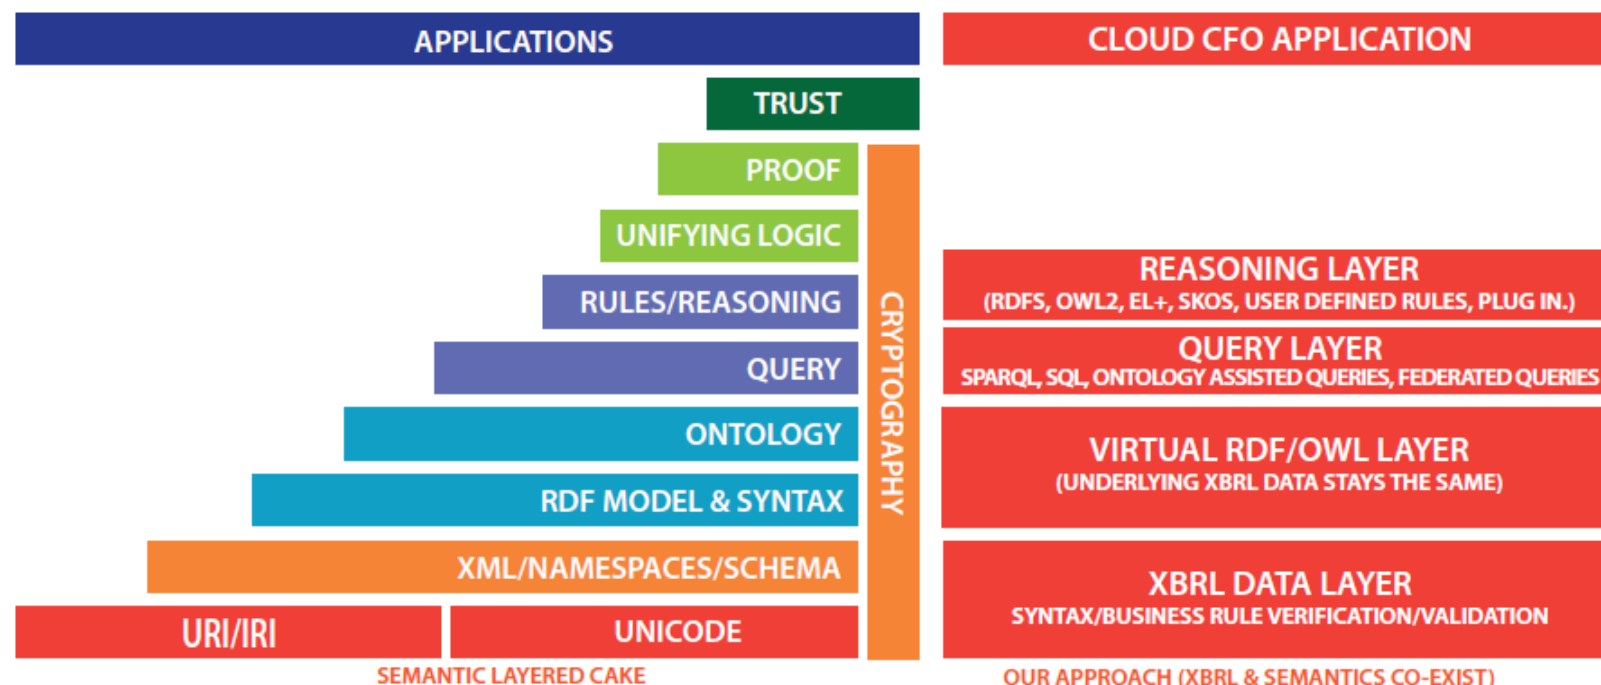 APPLICATIONS
TRUST
PROOF
UNIFYING LOGIC
RULES/REASONING
QUERY
ONTOLOGY
RDF MODEL & SYNTAX
XML/NAMESPACES/SCHEMA
URI/IRI
UNICODE
CRYPTOGRAPHY
SEMANTIC LAYERED CAKE
CLOUD CFO APPLICATION
REASONING LAYER
(RDFS, OWL2, EL+, SKOS, USER DEFINED RULES, PLUG IN.)
QUERY LAYER
SPARQL, SQL, ONTOLOGY ASSISTED QUERIES, FEDERATED QUERIES
VIRTUAL RDF/OWL LAYER
(UNDERLYING XBRL DATA STAYS THE SAME)
XBRL DATA LAYER
SYNTAX/BUSINESS RULE VERIFICATION/VALIDATION
OUR APPROACH (XBRL & SEMANTICS CO-EXIST)